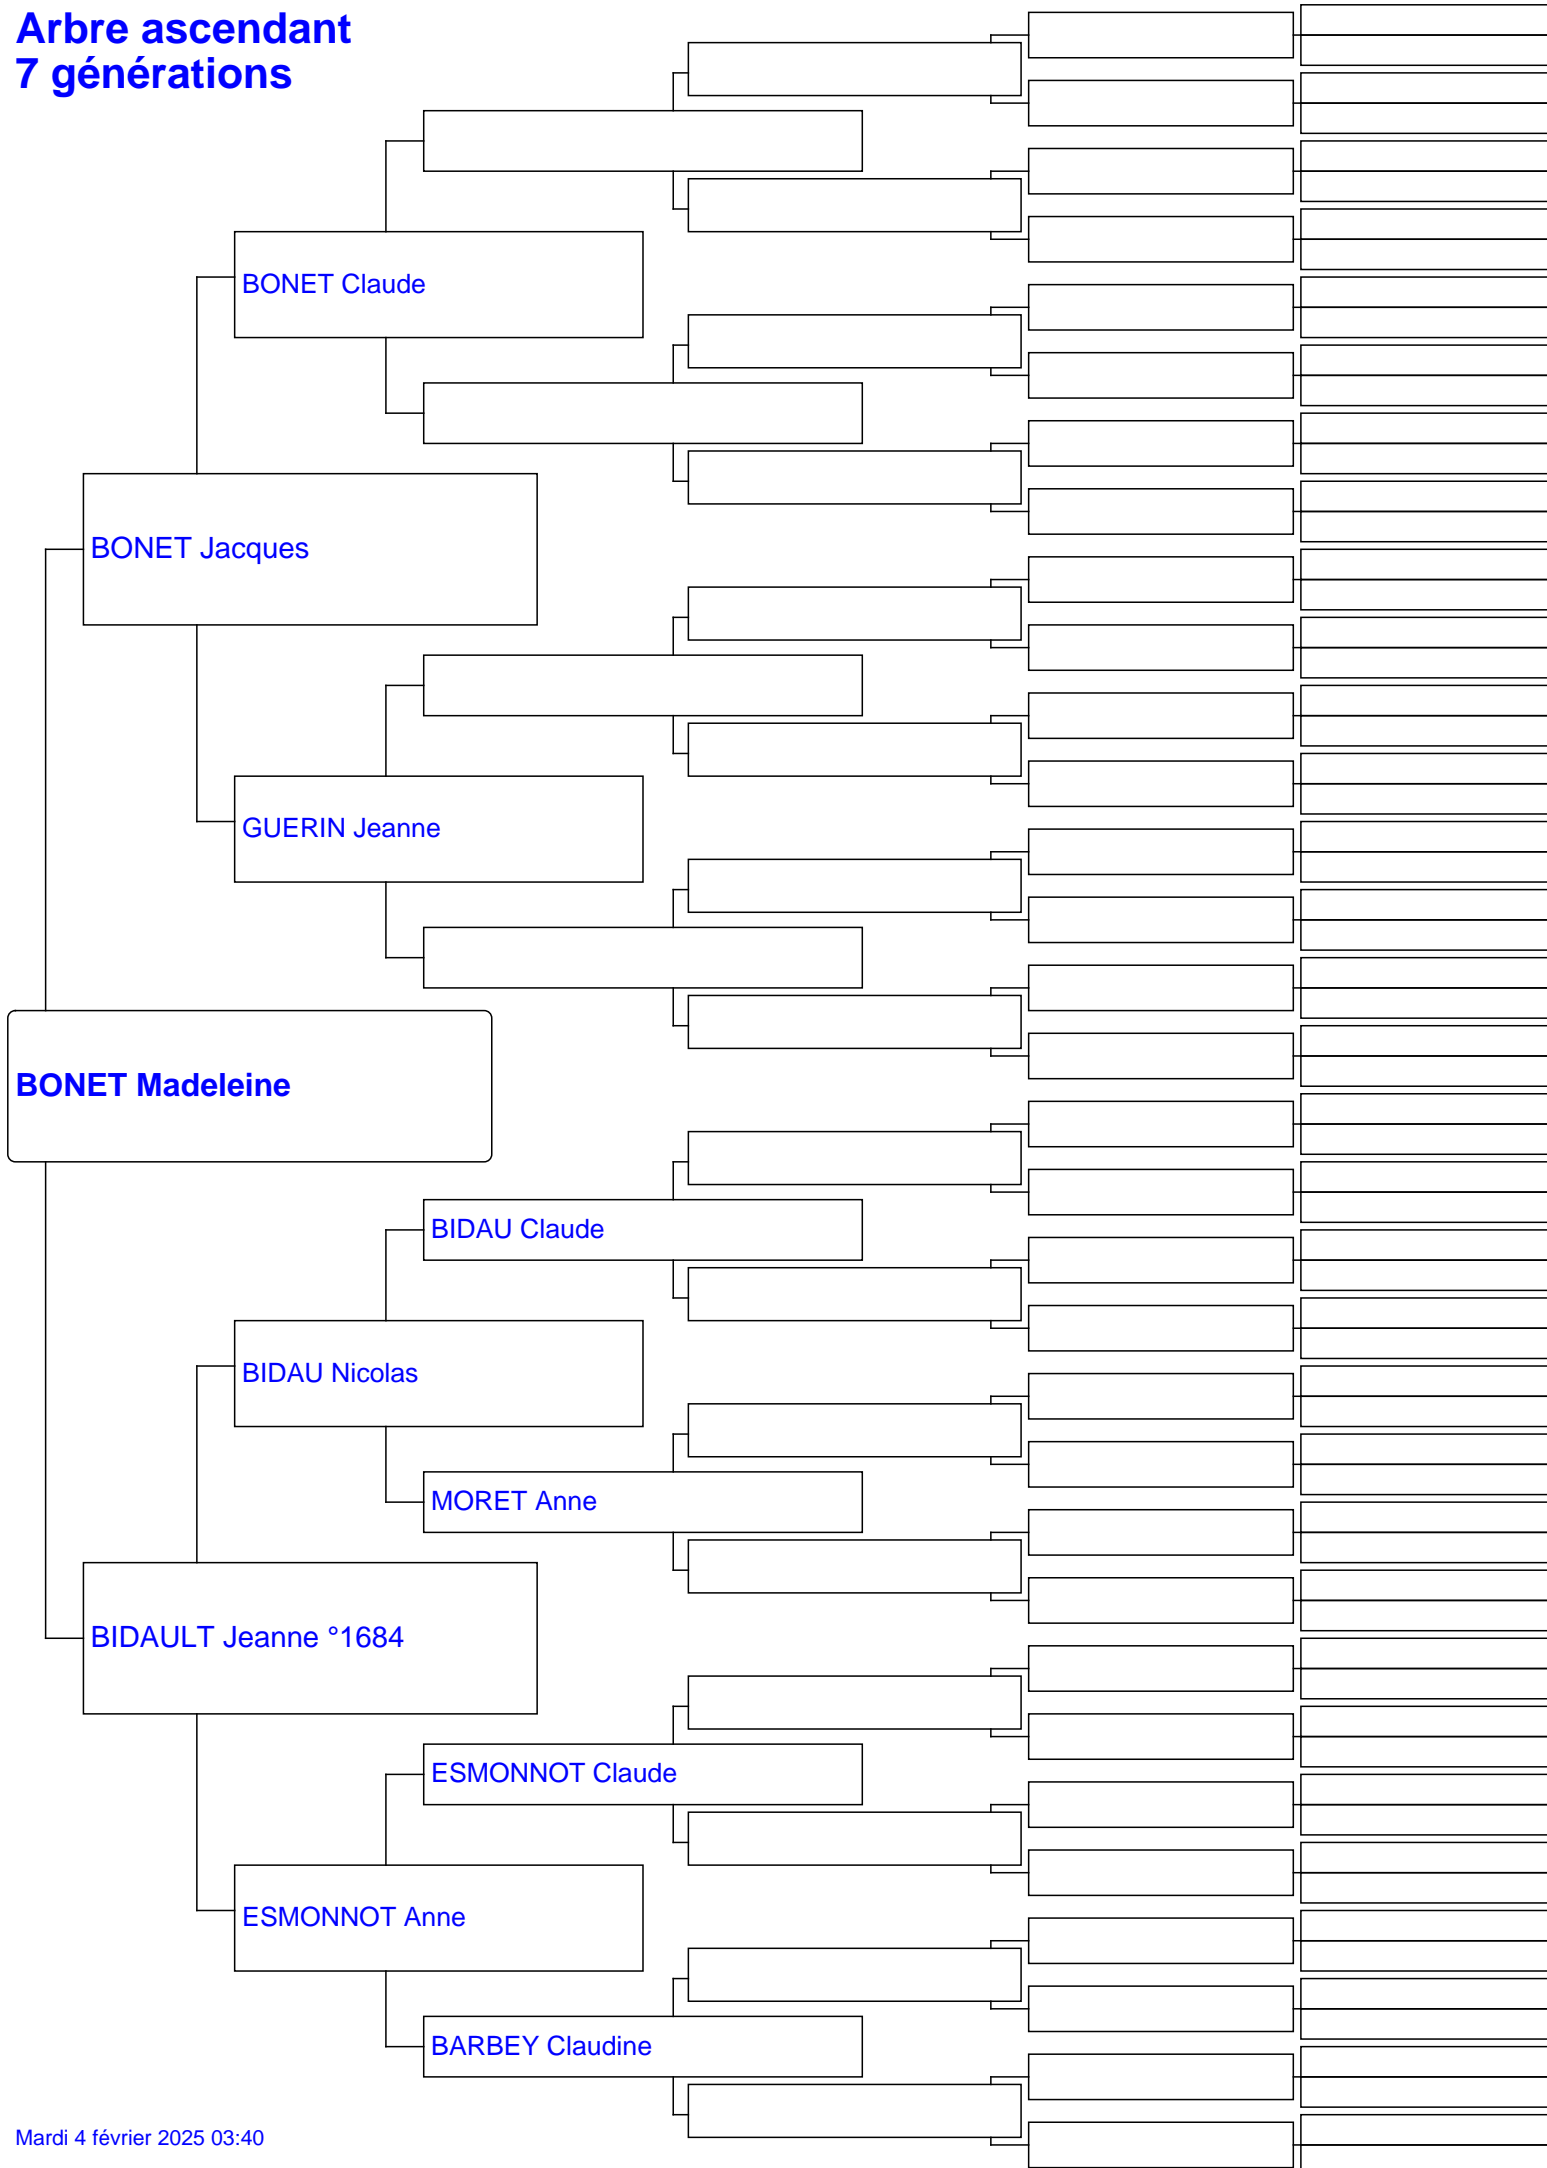 Arbre ascendant
7 générations
BONET Claude
BONET Jacques
GUERIN Jeanne
BONET Madeleine
BIDAU Claude
BIDAU Nicolas
MORET Anne
BIDAULT Jeanne °1684
ESMONNOT Claude
ESMONNOT Anne
BARBEY Claudine
Mardi 4 février 2025 03:40